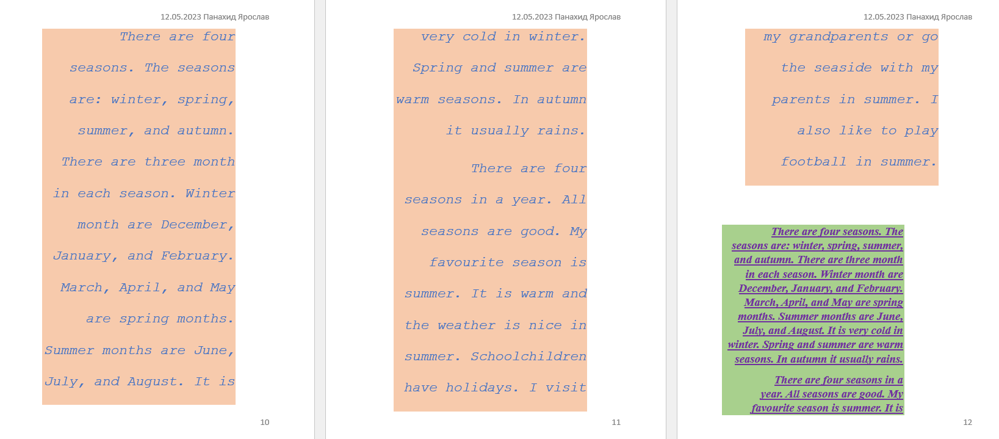 12.05.2023 Панахид Ярослав
There are four
seasons. The seasons
are: winter, spring,
summer, and autumn.
There are three month
in each season. Winter
month are December,
January, and February.
March, April, and May
are spring months.
Summer months are June,
July, and August. It is
10
12.05.2023 Панахид Ярослав
very cold in winter.
Spring and summer are
warm seasons. In autumn
it usually rains.
There are four
seasons in a year. All
seasons are good. My
favourite season is
summer. It is warm and
the weather is nice in
summer. Schoolchildren
have holidays. I visit
11
12.05.2023 Панахид Ярослав
my grandparents or go
the seaside with my
parents in summer. I
also like to play
football in summer.
There are four seasons. The
seasons are: winter, spring, summer,
and autumn. There are three month
in each season. Winter month are
December, January, and February.
March, April, and May are spring
months. Summer months are June,
July, and August. It is very cold in
winter. Spring and summer are warm
seasons. In autumn it usually rains.
There are four seasons in a
year. All seasons are good. My
favourite season is summer. It is
12